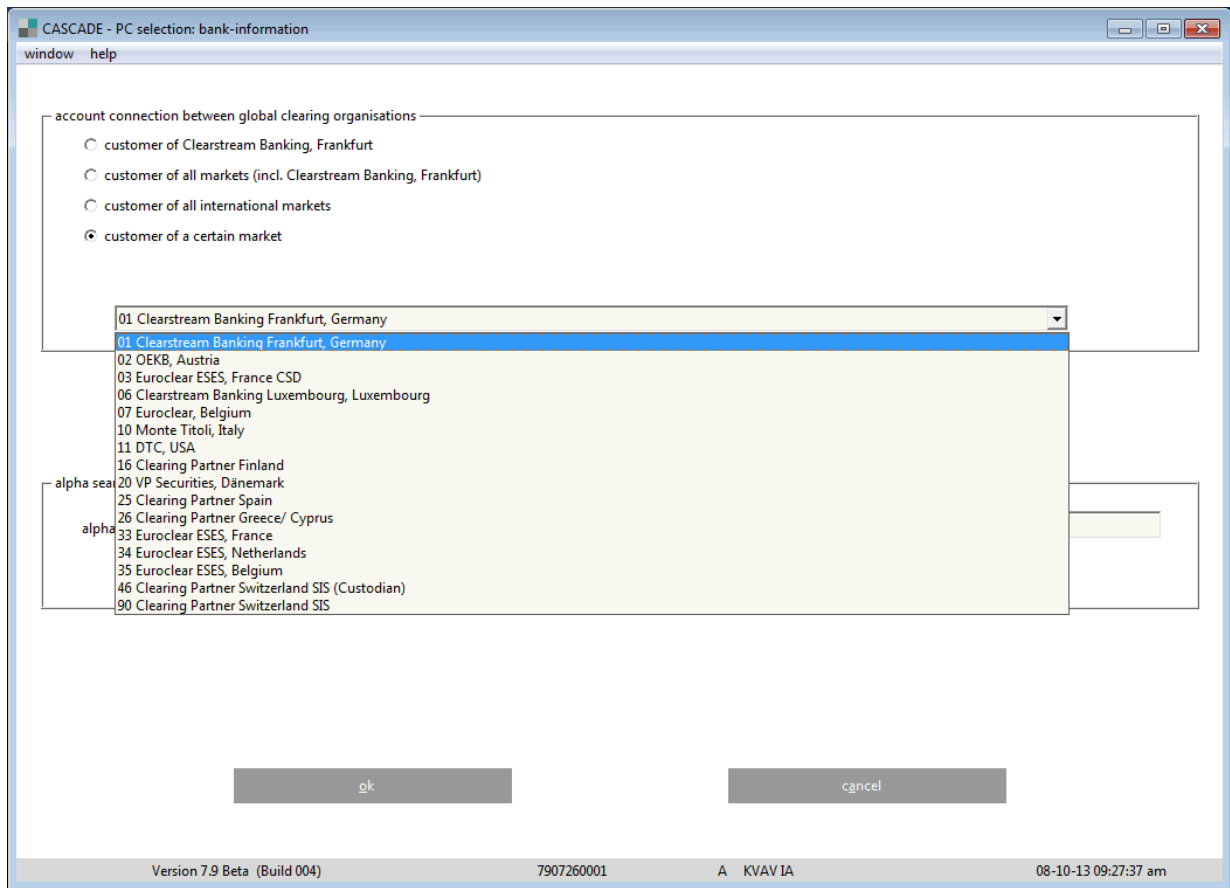 CASCADE - PC selection: bank-information
window help
account connection between global clearing organisations
customer of Clearstream Banking, Frankfurt
customer of all markets (incl. Clearstream Banking, Frankfurt)
customer of all international markets
customer of a certain market
01 Clearstream Banking Frankfurt, Germany
01 Clearstream Banking Frankfurt, Germany
02 OEKB, Austria
03 Euroclear ESES, France CSD
06 Clearstream Banking Luxembourg, Luxembourg
07 Euroclear, Belgium
10 Monte Titoli, Italy
11 DTC, USA
16 Clearing Partner Finland
alpha sear 20 VP Securities, Dänemark
25 Clearing Partner Spain
26 Clearing Partner Greece/ Cyprus
alpha
33 Euroclear ESES, France
34 Euroclear ESES, Netherlands
35 Euroclear ESES, Belgium
46 Clearing Partner Switzerland SIS (Custodian)
90 Clearing Partner Switzerland SIS
ok cancel
Version 7.9 Beta (Build 004) 7907260001 A KVAV IA 08-10-13 09:27:37 am